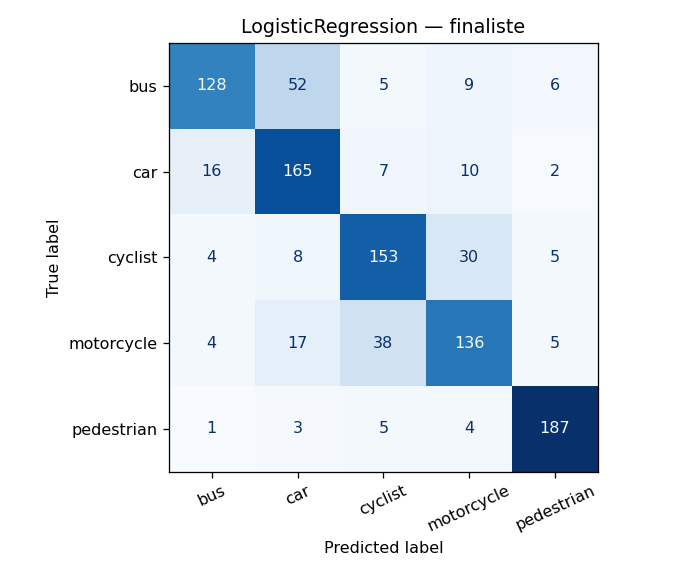 LogisticRegression — finaliste
True label
bus 128 52 5 9 6
car 16 165 7 10 2
cyclist 4 8 153 30 5
motorcycle 4 17 38 136 5
pedestrian 1 3 5 4 187
bus car cyclist motorcycle pedestrian
Predicted label